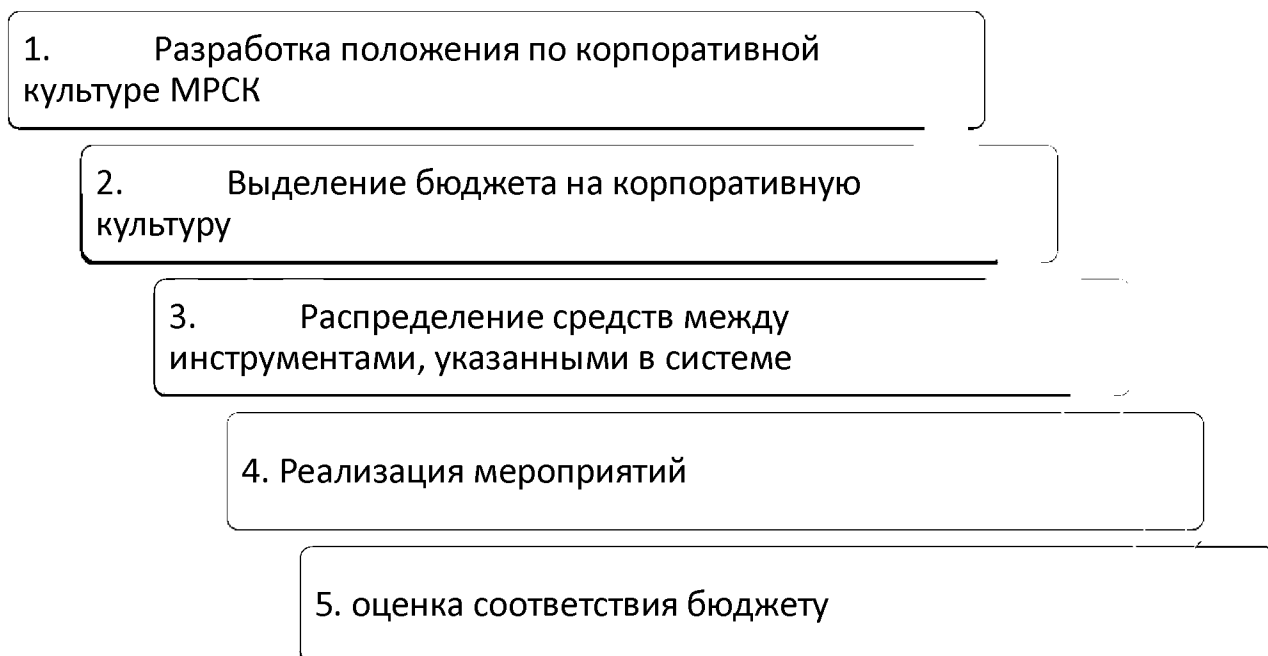 1. Разработка положения по корпоративной
культуре МРСК
2. Выделение бюджета на корпоративную
культуру
3. Распределение средств между
инструментами, указанными в системе
4. Реализация мероприятий
5. оценка соответствия бюджету